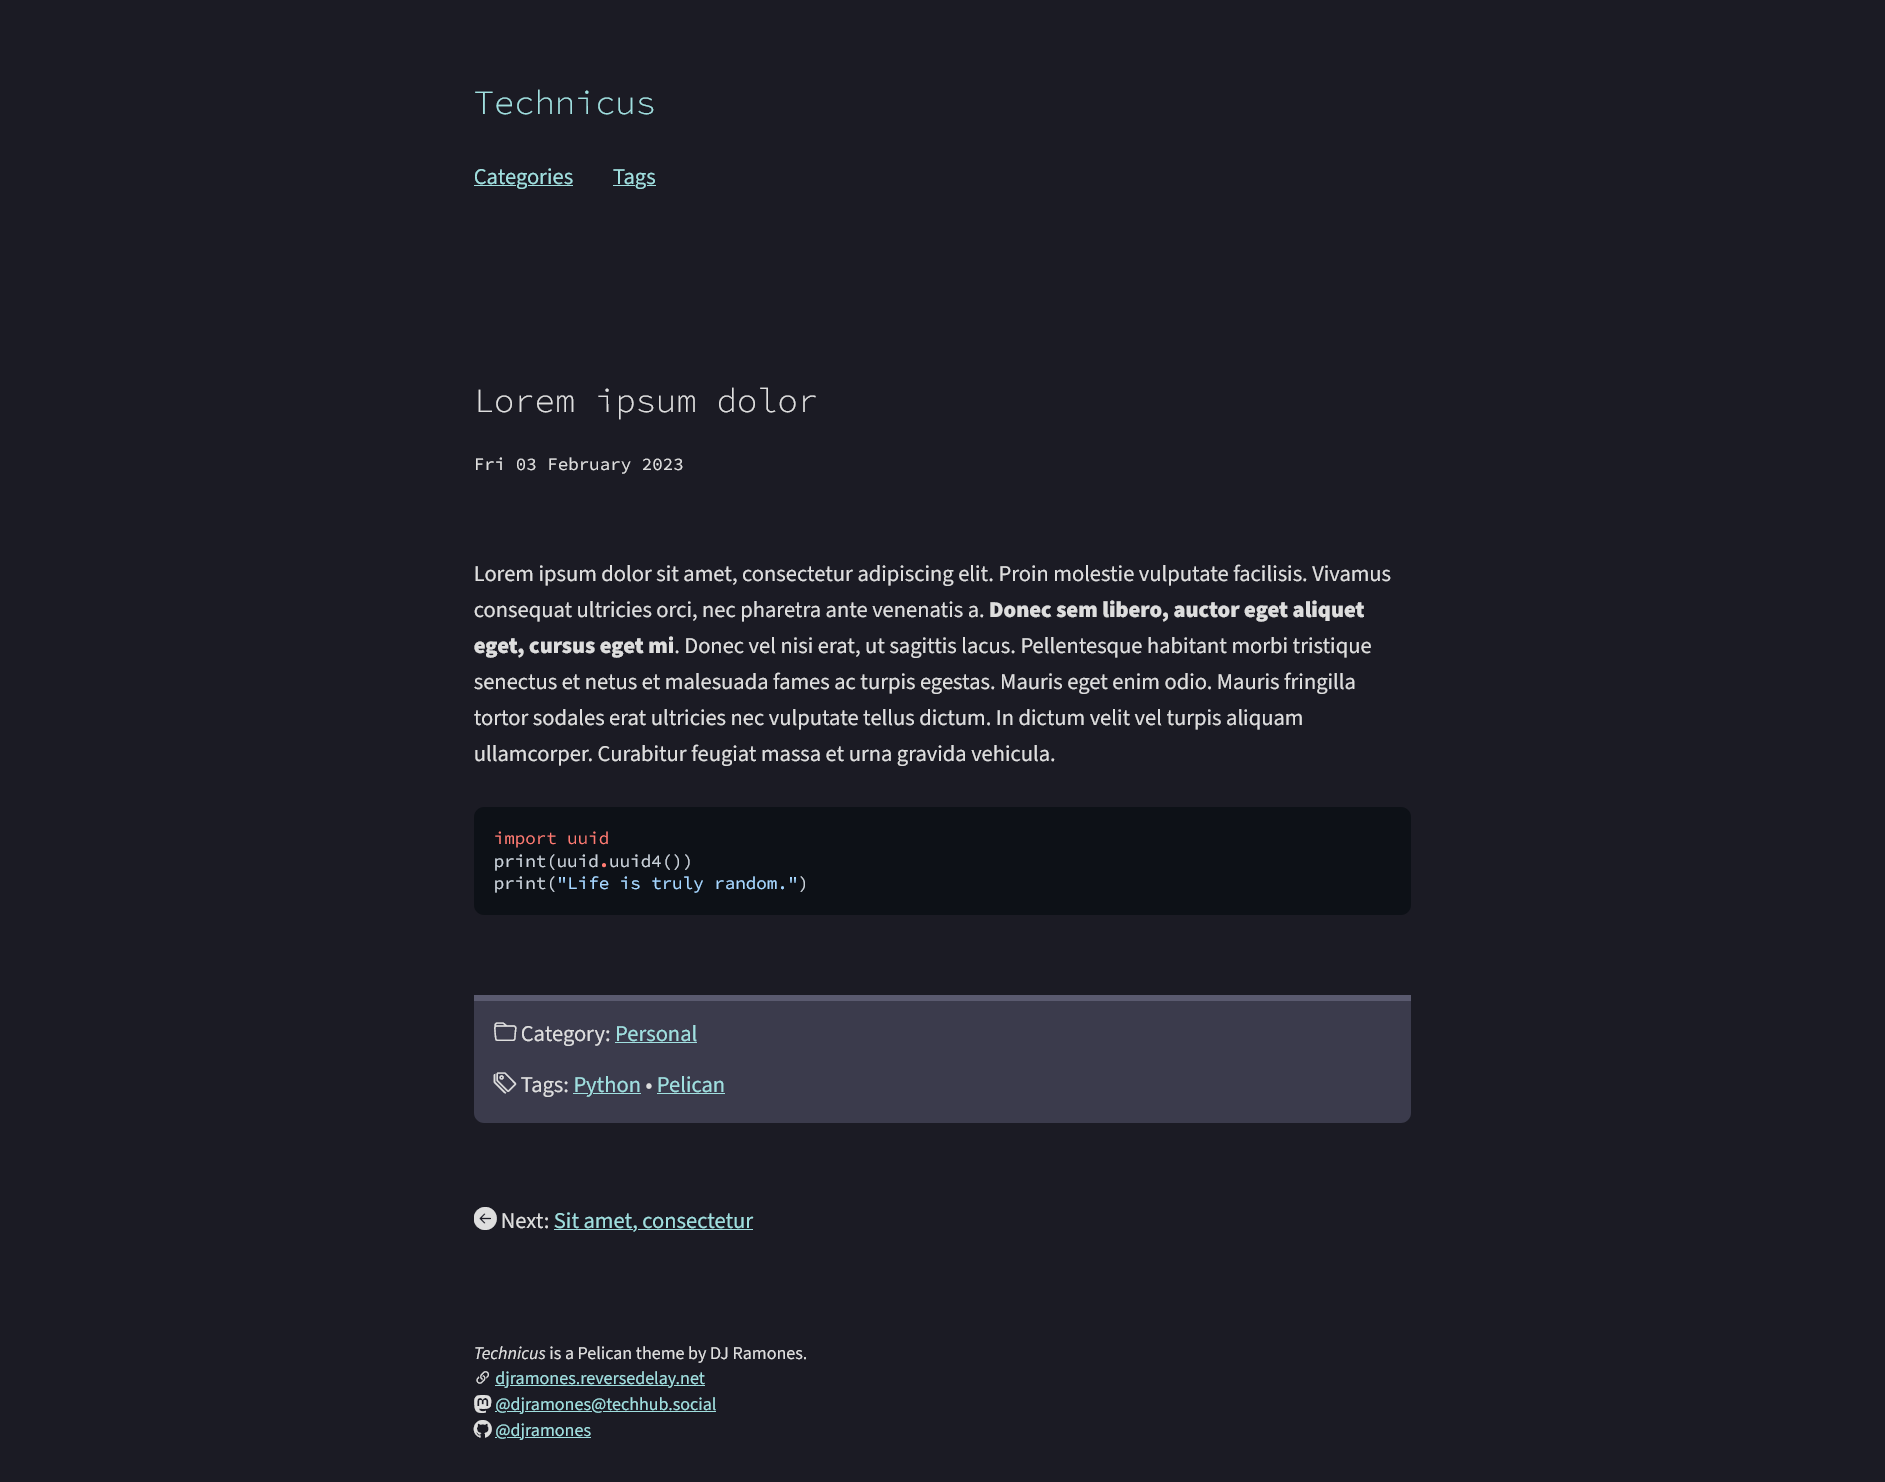 Technicus
Categories Tags
Lorem ipsum dolor
Fri 03 February 2023
Lorem ipsum dolor sit amet, consectetur adipiscing elit. Proin molestie vulputate facilisis. Vivamus
consequat ultricies orci, nec pharetra ante venenatis a. Donec sem libero, auctor eget aliquet
eget, cursus eget mi. Donec vel nisi erat, ut sagittis lacus. Pellentesque habitant morbi tristique
senectus et netus et malesuada fames ac turpis egestas. Mauris eget enim odio. Mauris fringilla
tortor sodales erat ultricies nec vulputate tellus dictum. In dictum velit vel turpis aliquam
ullamcorper. Curabitur feugiat massa et urna gravida vehicula.
import uuid
print(uuid.uuid4())
print("Life is truly random.")
Category: Personal
Tags: Python • Pelican
Next: Sit amet, consectetur
Technicus is a Pelican theme by DJ Ramones.
djramones.reversedelay.net
@djramones@techhub.social
@djramones